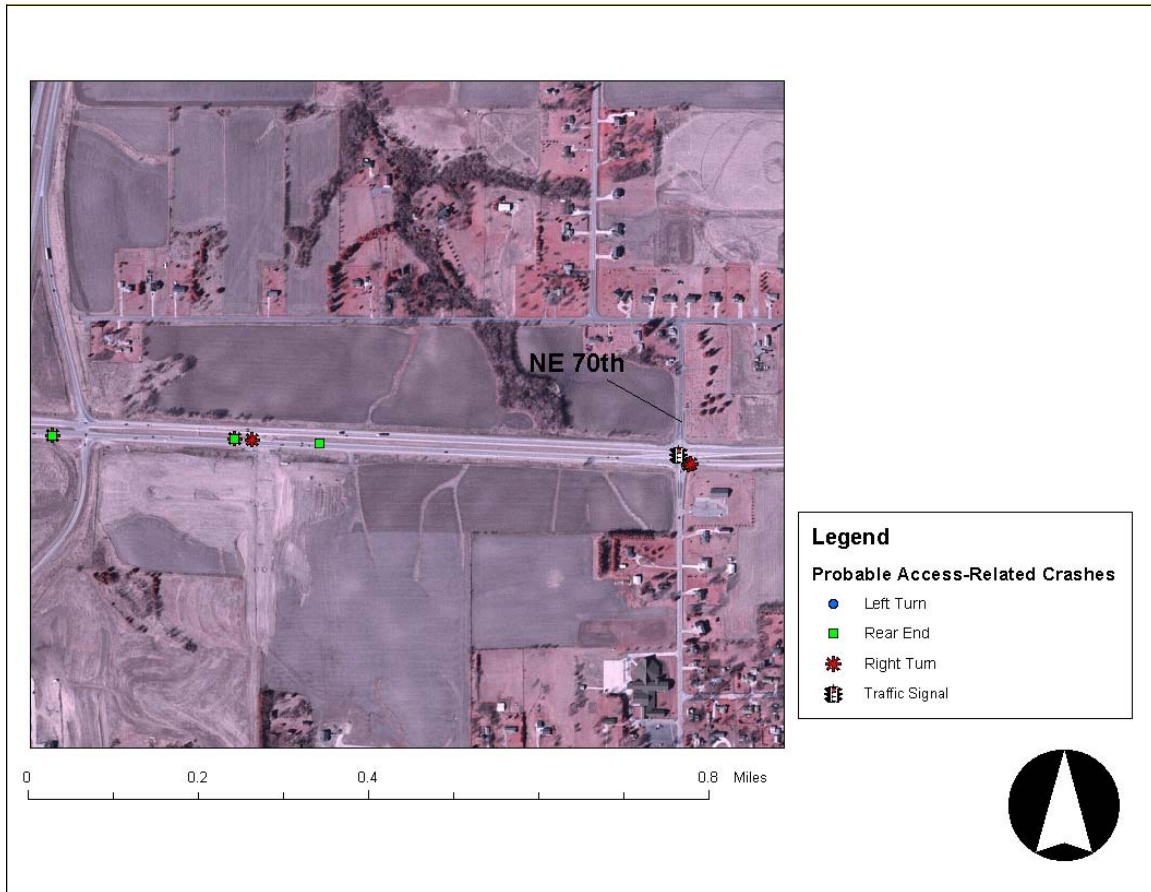 NE 70th
Legend
Probable Access-Related Crashes
Left Turn
Rear End
Right Turn
Traffic Signal
0 0.2 0.4 0.8 Miles